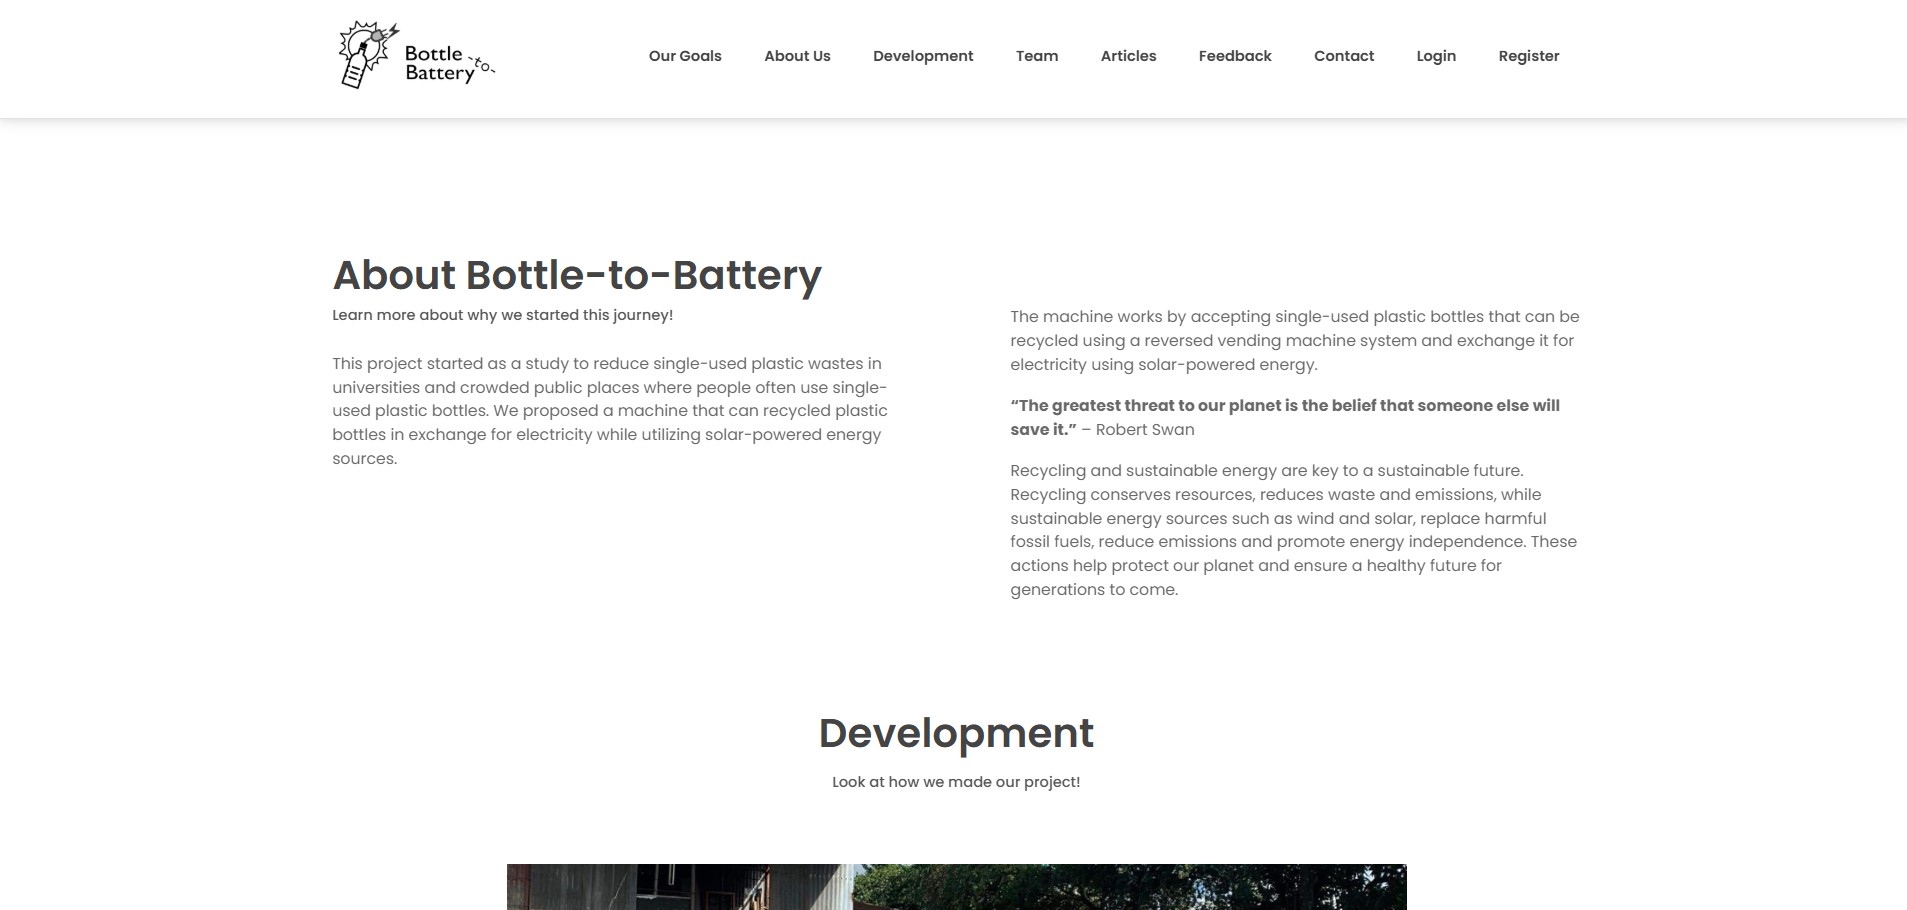 Bottle -to-
Battery
Our Goals About Us Development Team Articles Feedback Contact Login Register
About Bottle-to-Battery
Learn more about why we started this journey!
This project started as a study to reduce single-used plastic wastes in
universities and crowded public places where people often use single-
used plastic bottles. We proposed a machine that can recycled plastic
bottles in exchange for electricity while utilizing solar-powered energy
sources.
The machine works by accepting single-used plastic bottles that can be
recycled using a reversed vending machine system and exchange it for
electricity using solar-powered energy.
“The greatest threat to our planet is the belief that someone else will
save it.” – Robert Swan
Recycling and sustainable energy are key to a sustainable future.
Recycling conserves resources, reduces waste and emissions, while
sustainable energy sources such as wind and solar, replace harmful
fossil fuels, reduce emissions and promote energy independence. These
actions help protect our planet and ensure a healthy future for
generations to come.
Development
Look at how we made our project!